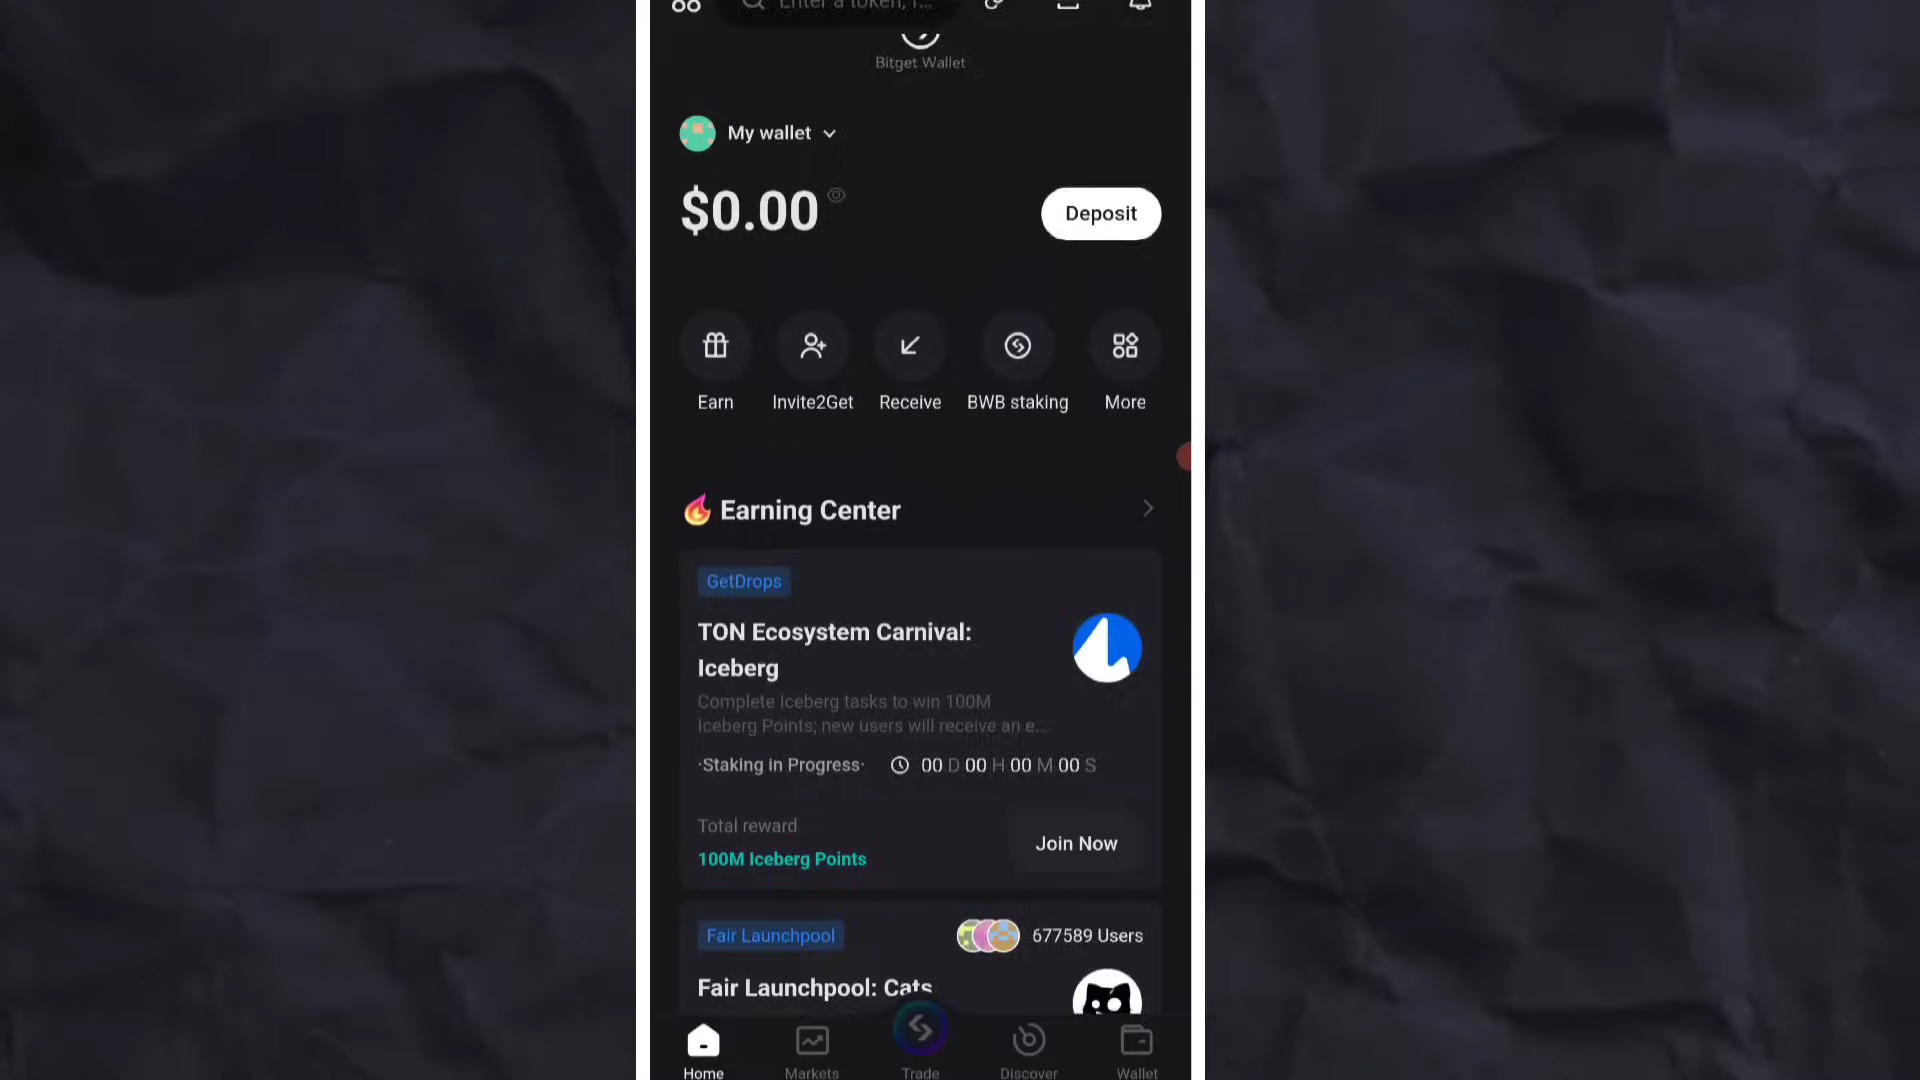 Enter a token, f...
Bitget Wallet
My wallet
$0.00
Deposit
Earn
Invite2Get
Receive
BWB staking
More
Earning Center
GetDrops
TON Ecosystem Carnival:
Iceberg
Complete Iceberg tasks to win 100M
Iceberg Points; new users will receive an e...
·Staking in Progress· 00 D 00 H 00 M 00 S
Total reward
100M Iceberg Points
Join Now
Fair Launchpool
677589 Users
Fair Launchpool: Cats
Home
Markets
Trade
Discover
Wallet